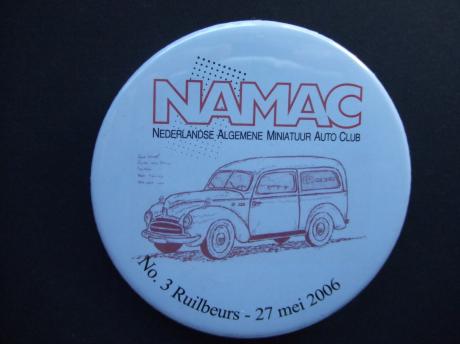 NAMAC
NEDERLANDSE ALGEMENE MINIATUUR AUTO CLUB
No. 3 Ruilbeurs - 27 mei 2006